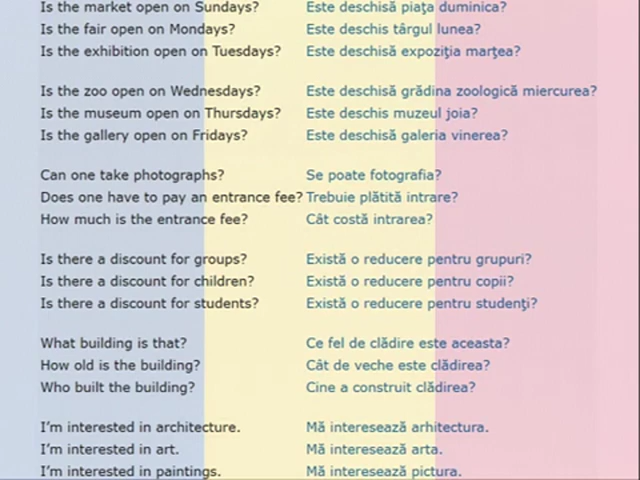 Is the market open on Sundays? Este deschisă piaţa duminica?
Is the fair open on Mondays? Este deschis târgul lunea?
Is the exhibition open on Tuesdays? Este deschisă expoziţia marţea?
Is the zoo open on Wednesdays? Este deschisă grădina zoologică miercurea?
Is the museum open on Thursdays? Este deschis muzeul joia?
Is the gallery open on Fridays? Este deschisă galeria vinerea?
Can one take photographs? Se poate fotografia?
Does one have to pay an entrance fee? Trebuie plătită intrare?
How much is the entrance fee? Cât costă intrarea?
Is there a discount for groups? Există o reducere pentru grupuri?
Is there a discount for children? Există o reducere pentru copii?
Is there a discount for students? Există o reducere pentru studenţi?
What building is that? Ce fel de clădire este aceasta?
How old is the building? Cât de veche este clădirea?
Who built the building? Cine a construit clădirea?
I’m interested in architecture. Mă interesează arhitectura.
I’m interested in art. Mă interesează arta.
I’m interested in paintings. Mă interesează pictura.